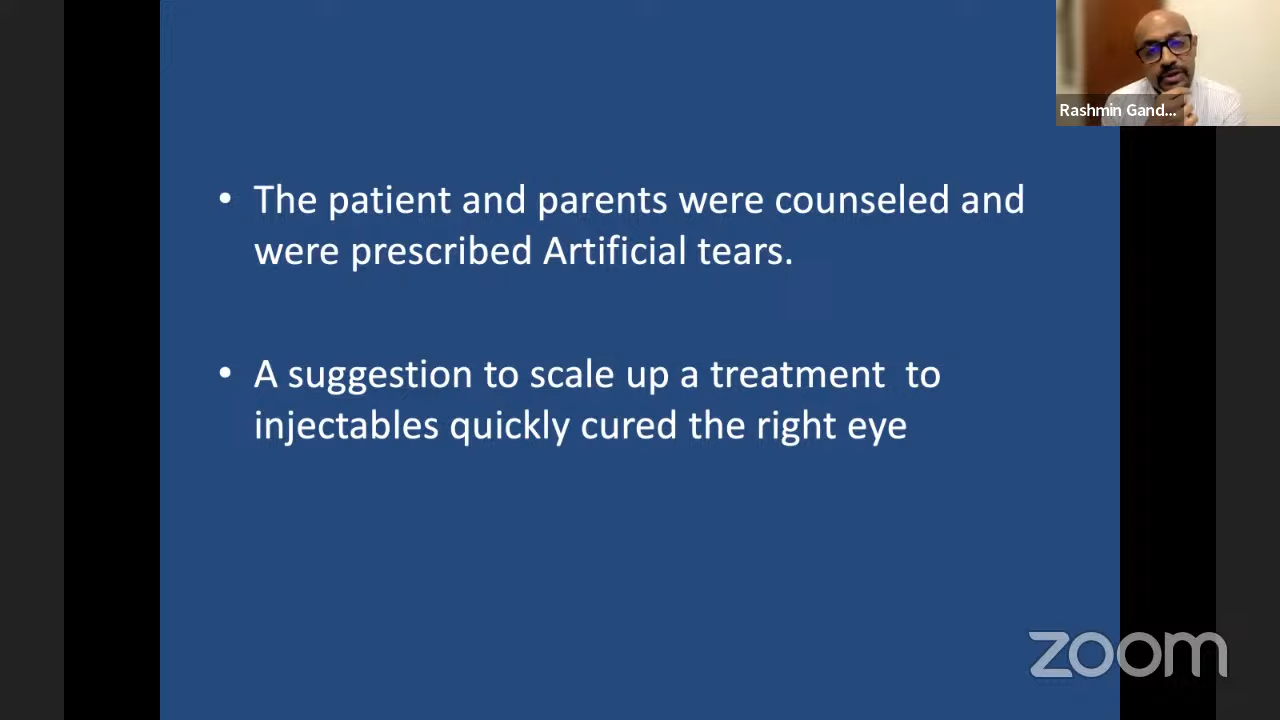 Rashmin Gand...
• The patient and parents were counseled and
were prescribed Artificial tears.
• A suggestion to scale up a treatment  to
injectables quickly cured the right eye
zoom